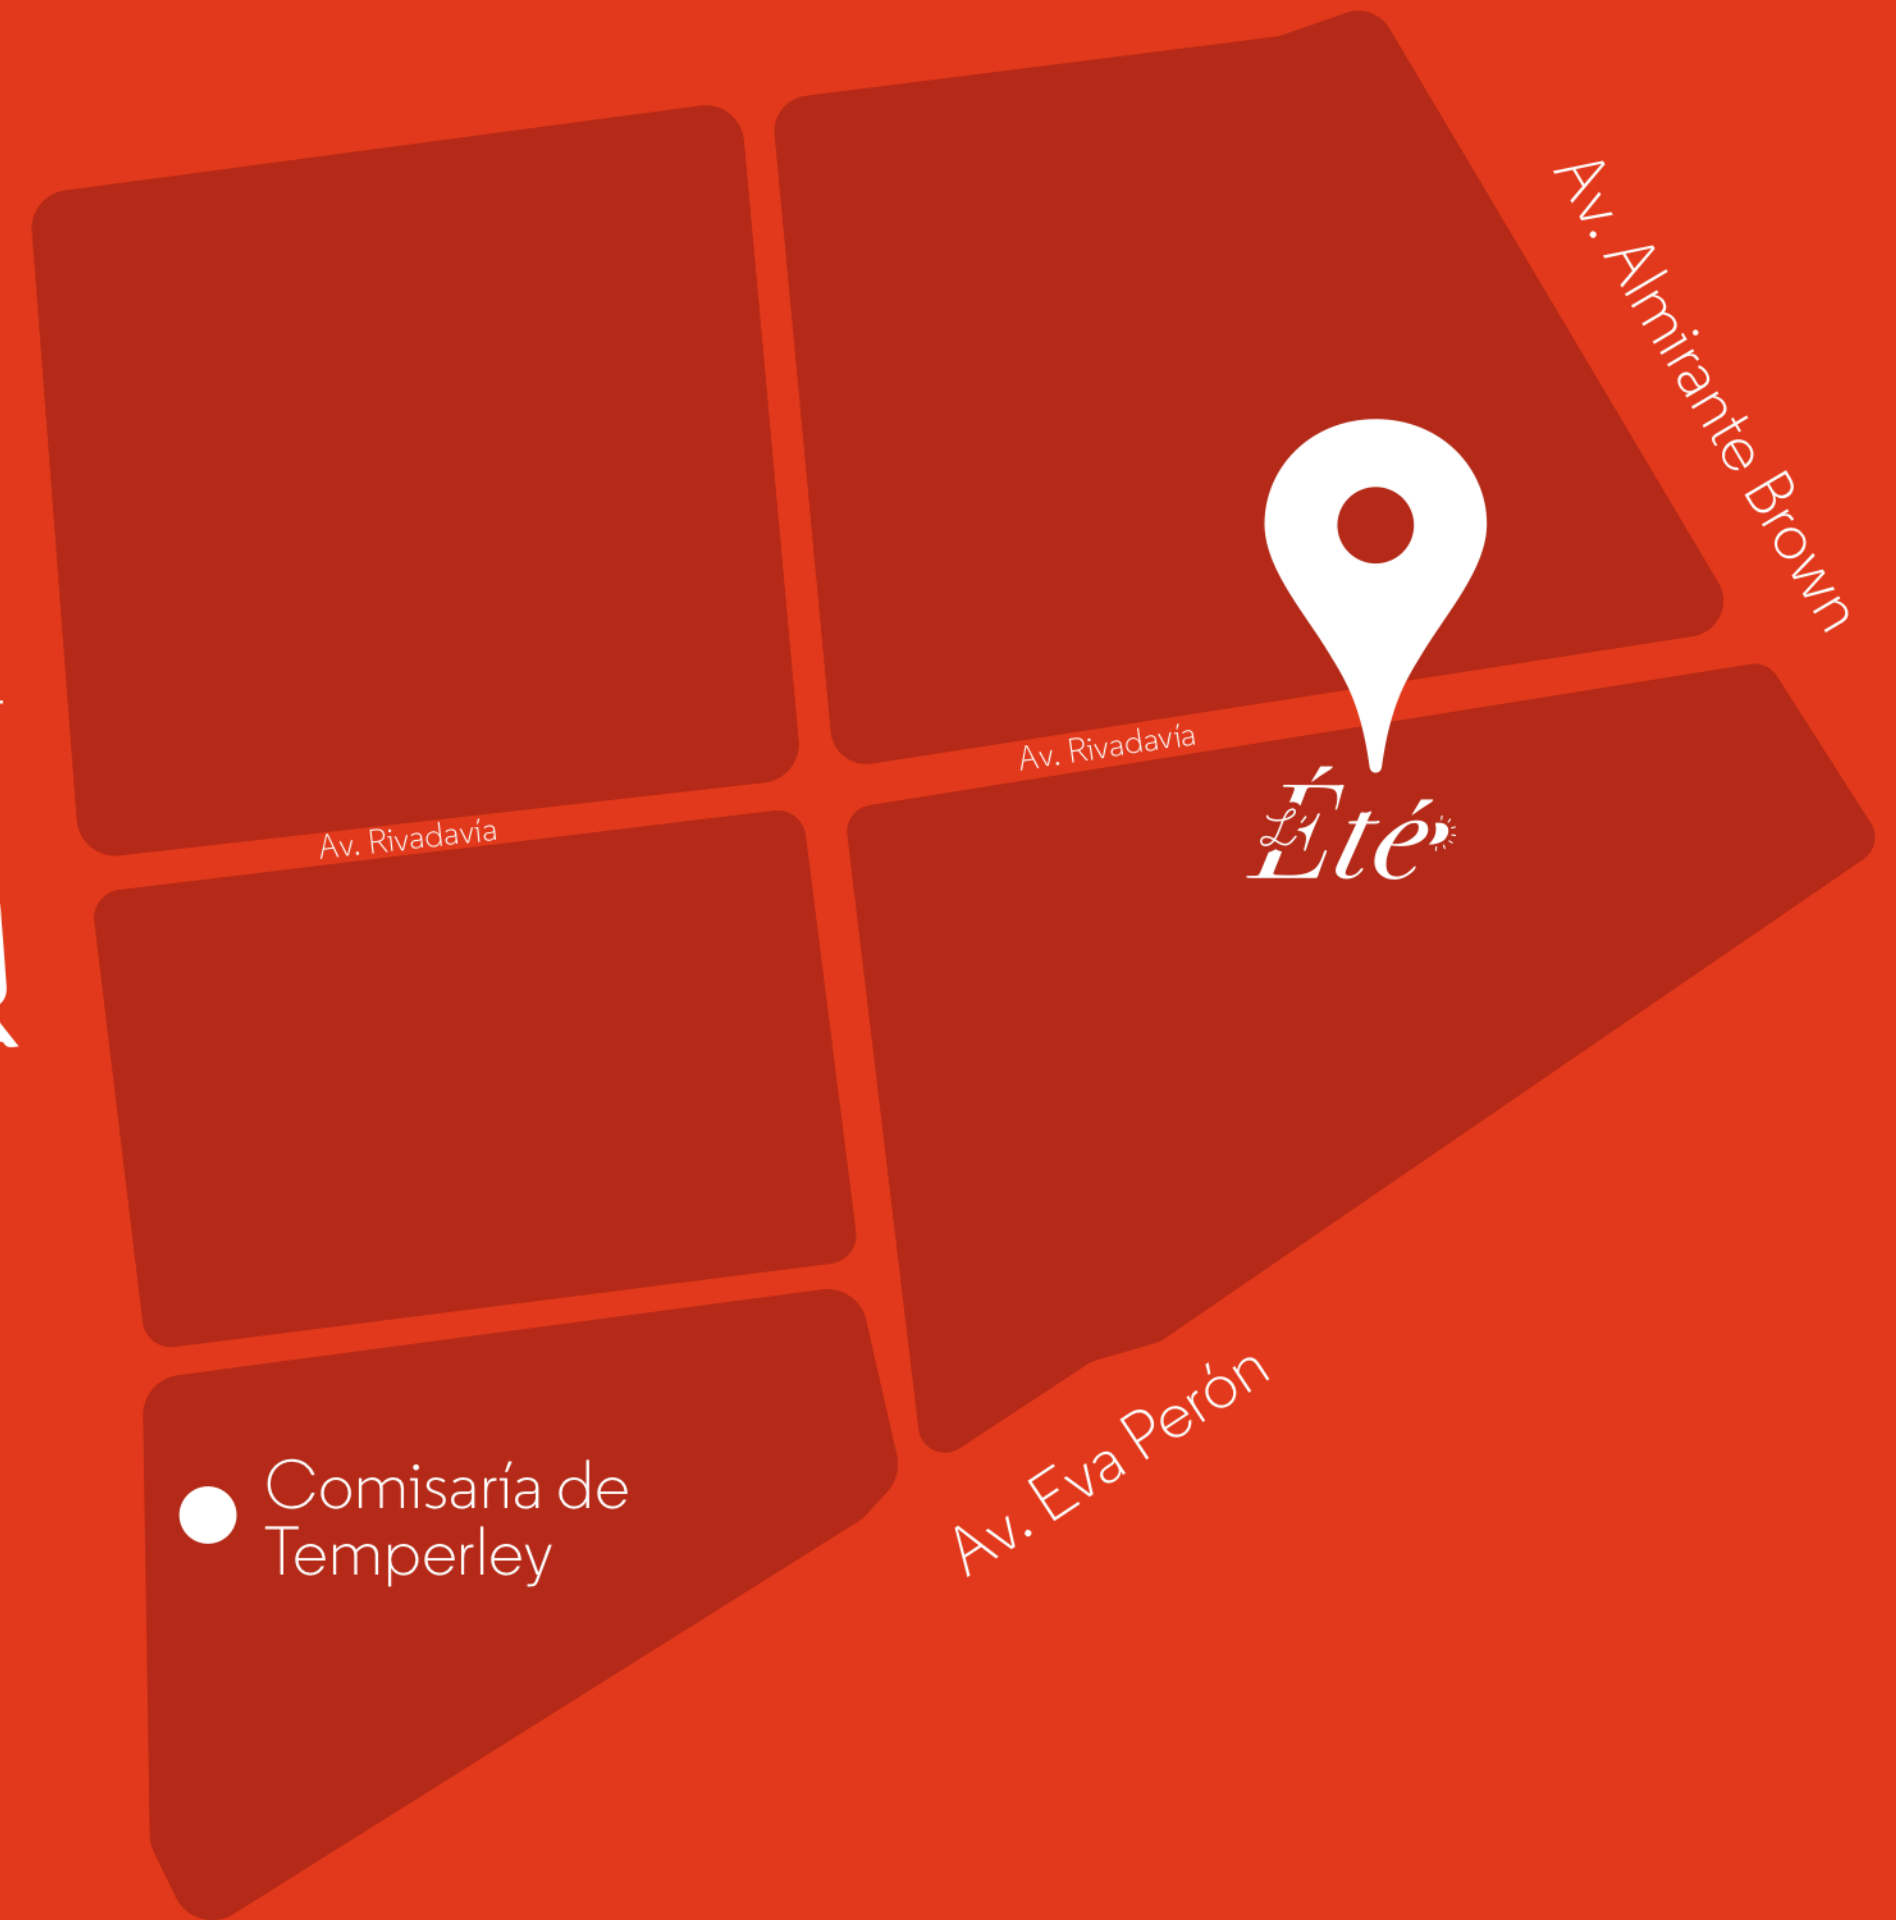 Av. Almirante Brown
Av. Rivadavía
Av. Rivadavía
L'Été
Av. Eva Perón
Comisaría de
Temperley